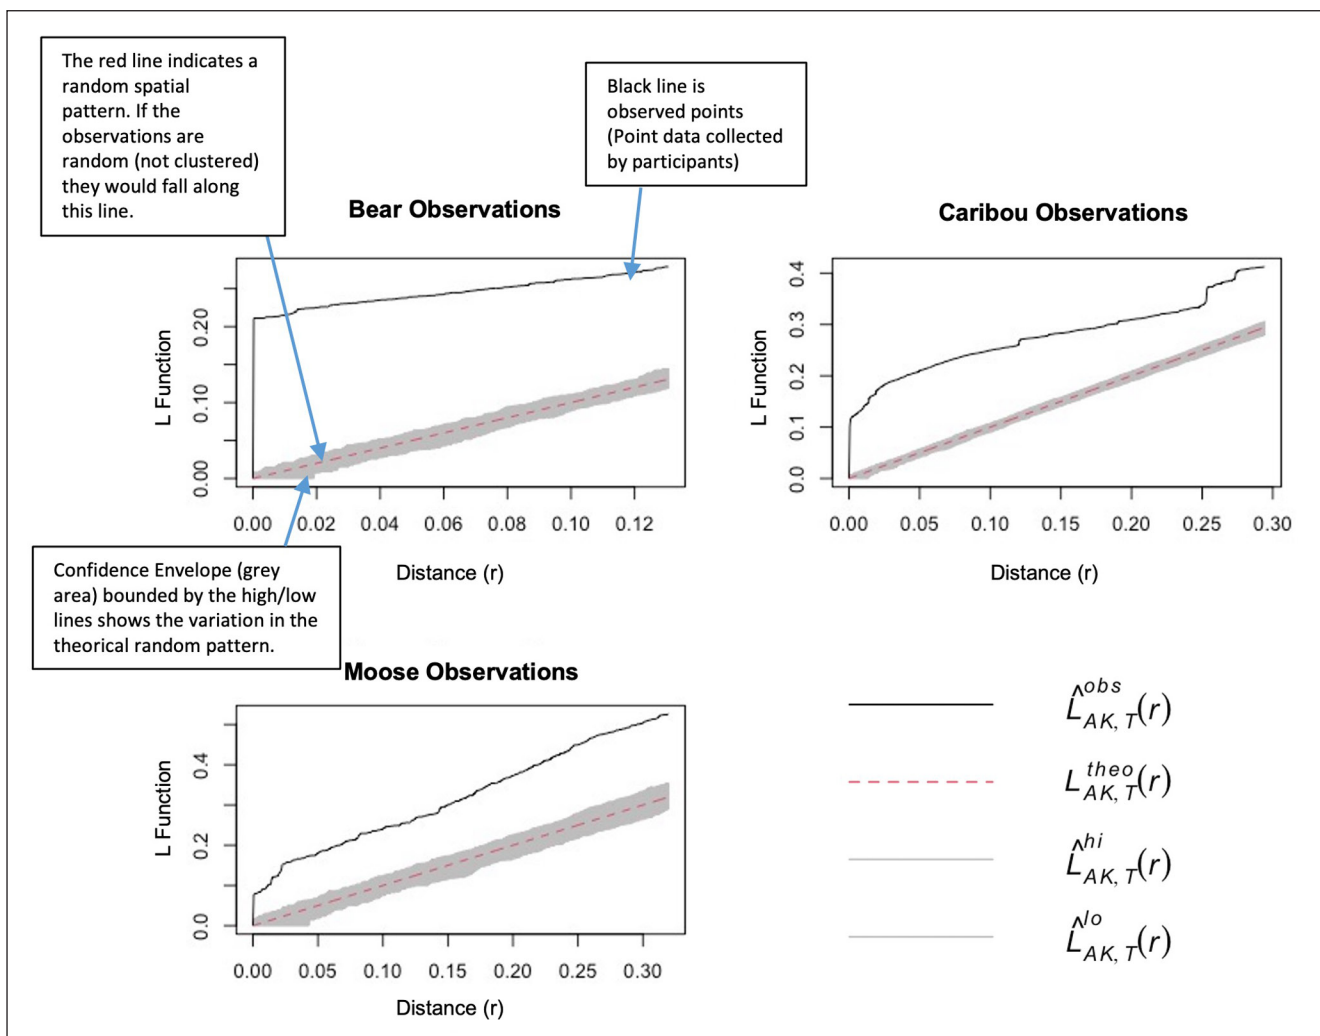 The red line indicates a
random spatial
pattern. If the
observations are
random (not clustered)
they would fall along
this line.
Black line is
observed points
(Point data collected
by participants)
Bear Observations
L Function
0.20
0.10
0.00
0.00 0.02 0.04 0.06 0.08 0.10 0.12
Distance (r)
Caribou Observations
L Function
0.4
0.3
0.2
0.1
0.0
0.00 0.05 0.10 0.15 0.20 0.25 0.30
Distance (r)
Confidence Envelope (grey
area) bounded by the high/low
lines shows the variation in the
theorical random pattern.
Moose Observations
L Function
0.4
0.2
0.0
0.00 0.05 0.10 0.15 0.20 0.25 0.30
Distance (r)
L̂ obs AK, T (r)
L theo AK, T (r)
L̂ hi AK, T (r)
L̂ lo AK, T (r)